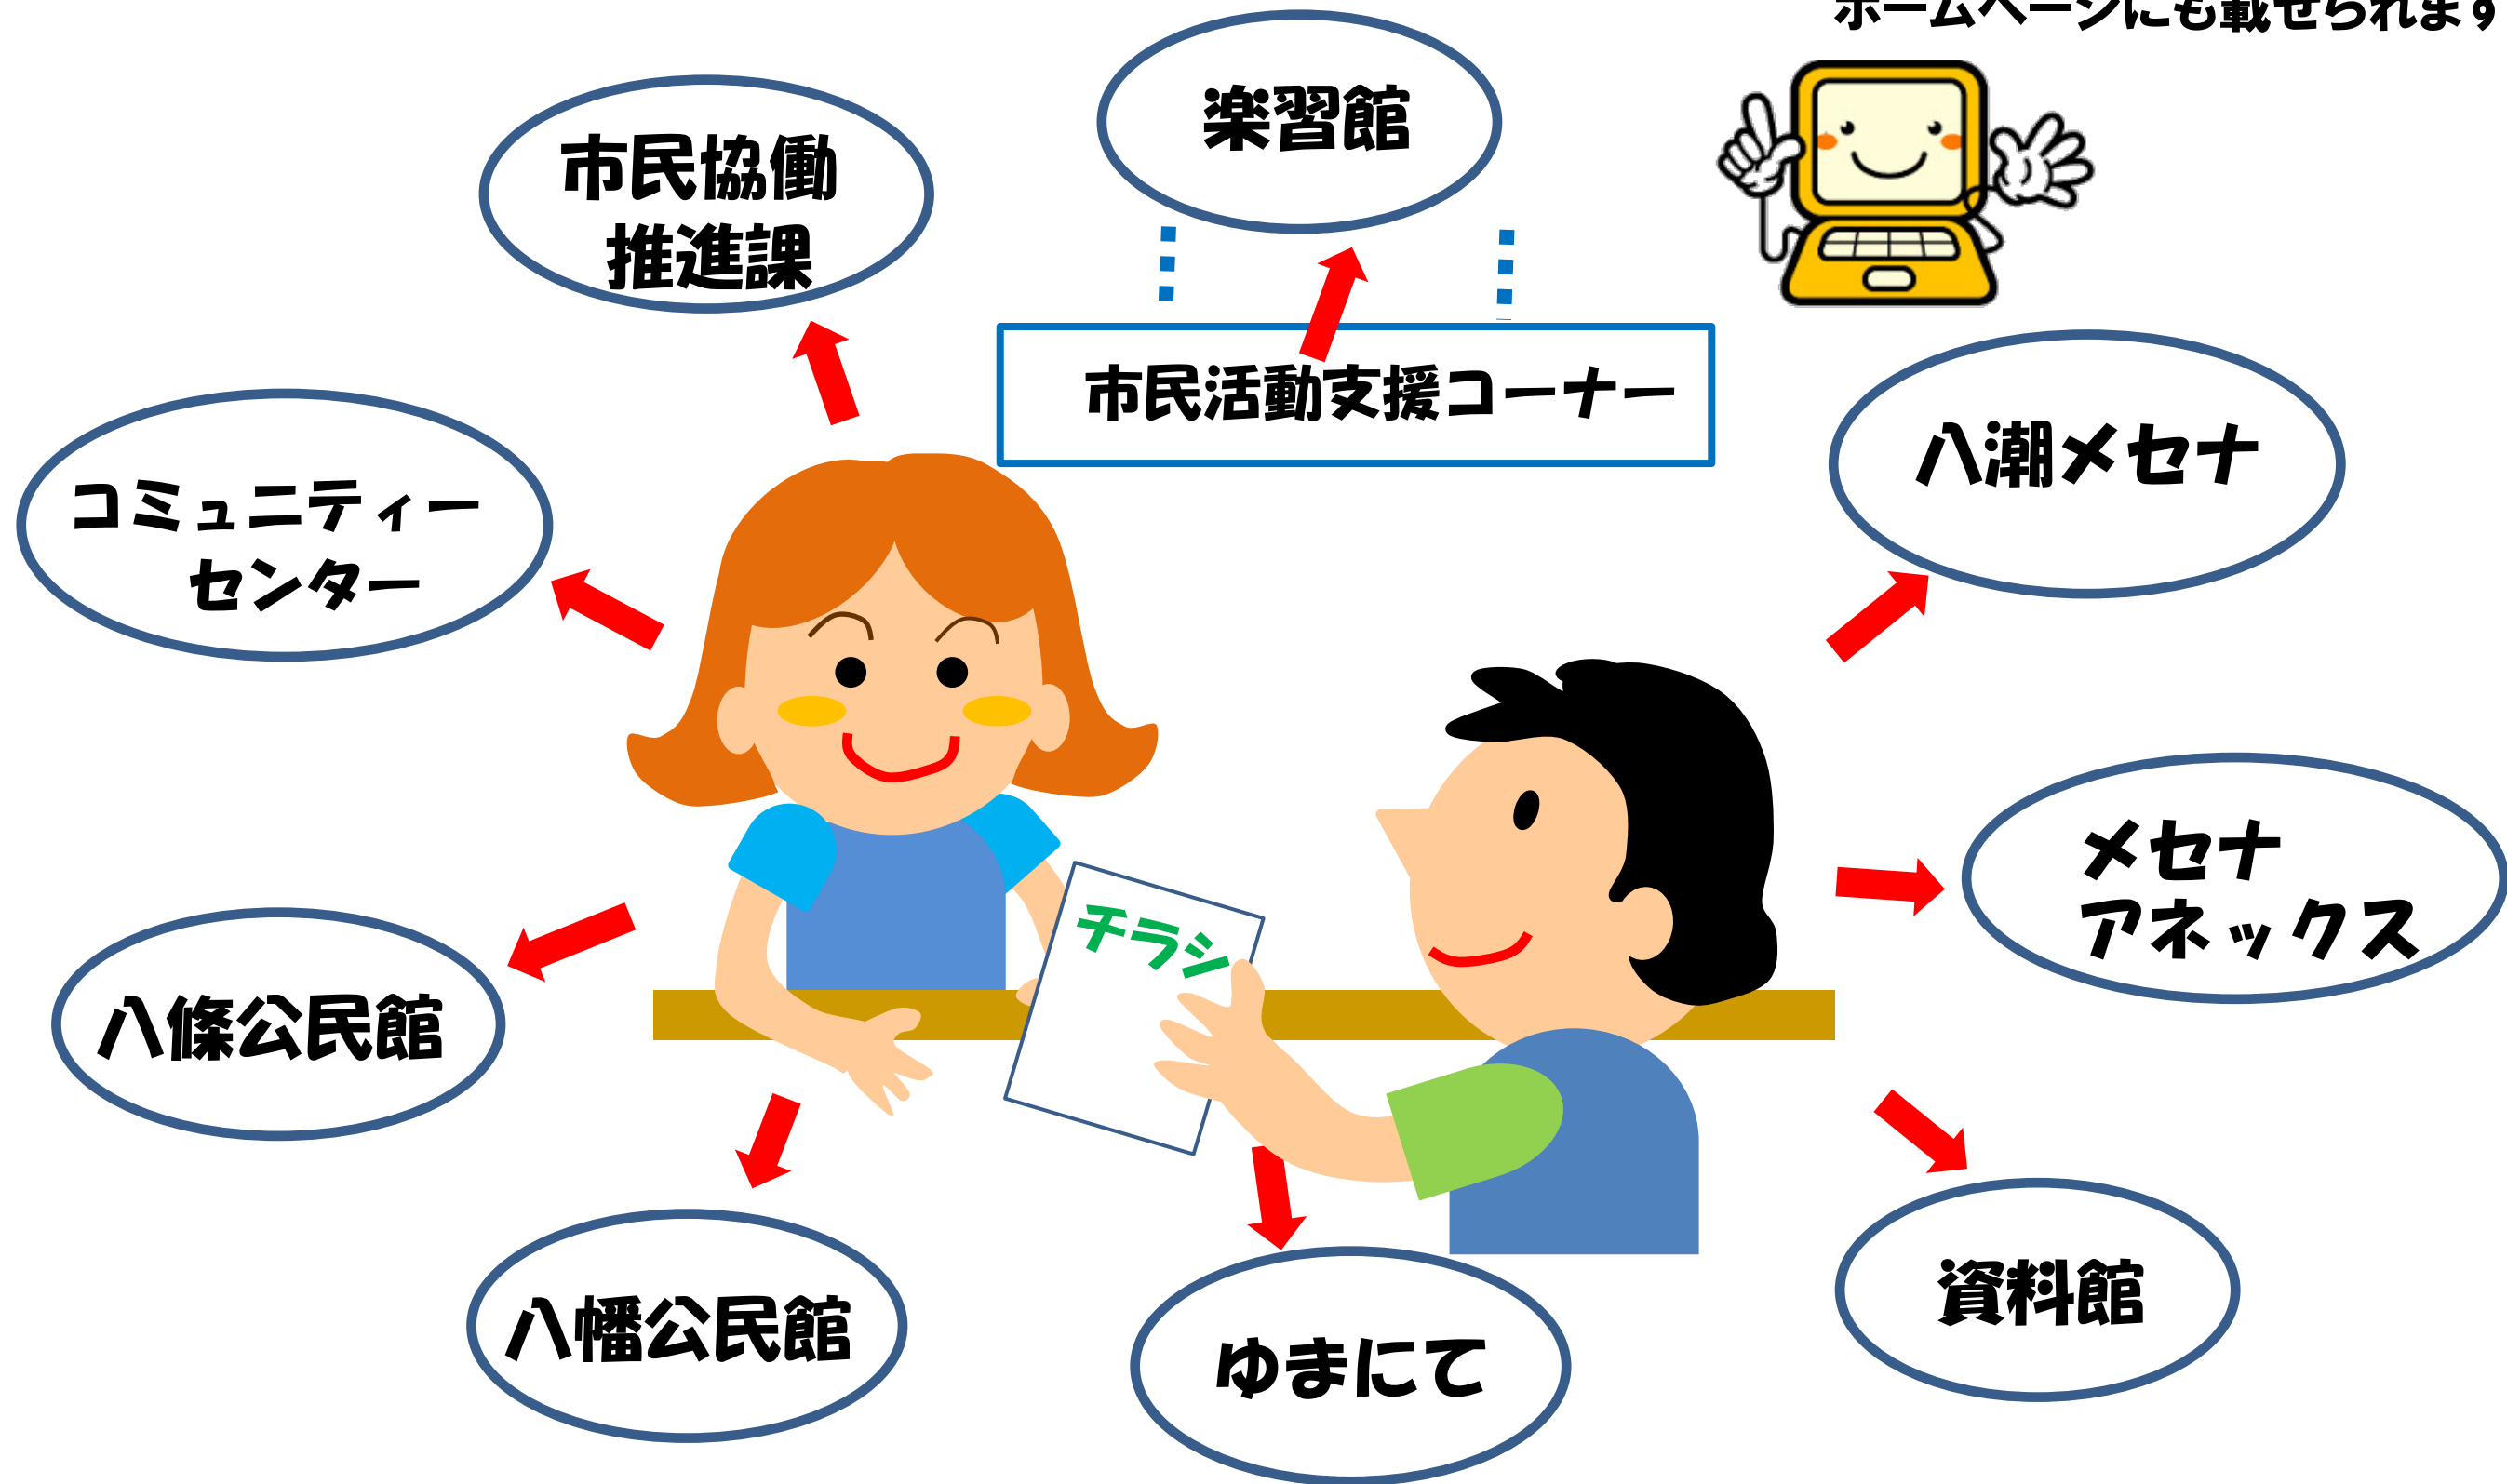 ホームページにも載せられます
楽習館
市民協働
推進課
市民活動支援コーナー
八潮メセナ
コミュニティー
センター
メセナ
アネックス
チラシ
八條公民館
資料館
八幡公民館
ゆまにて